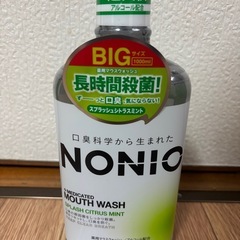 アルコール配合
BIGサイズ
1000ml
薬用マウスウォッシュ
長時間殺菌!
ずーっと口臭気にならない!
スプラッシュシトラスミント
口臭科学から生まれた
NONIO
MEDICATED
MOUTH WASH
SPLASH CITRUS MINT